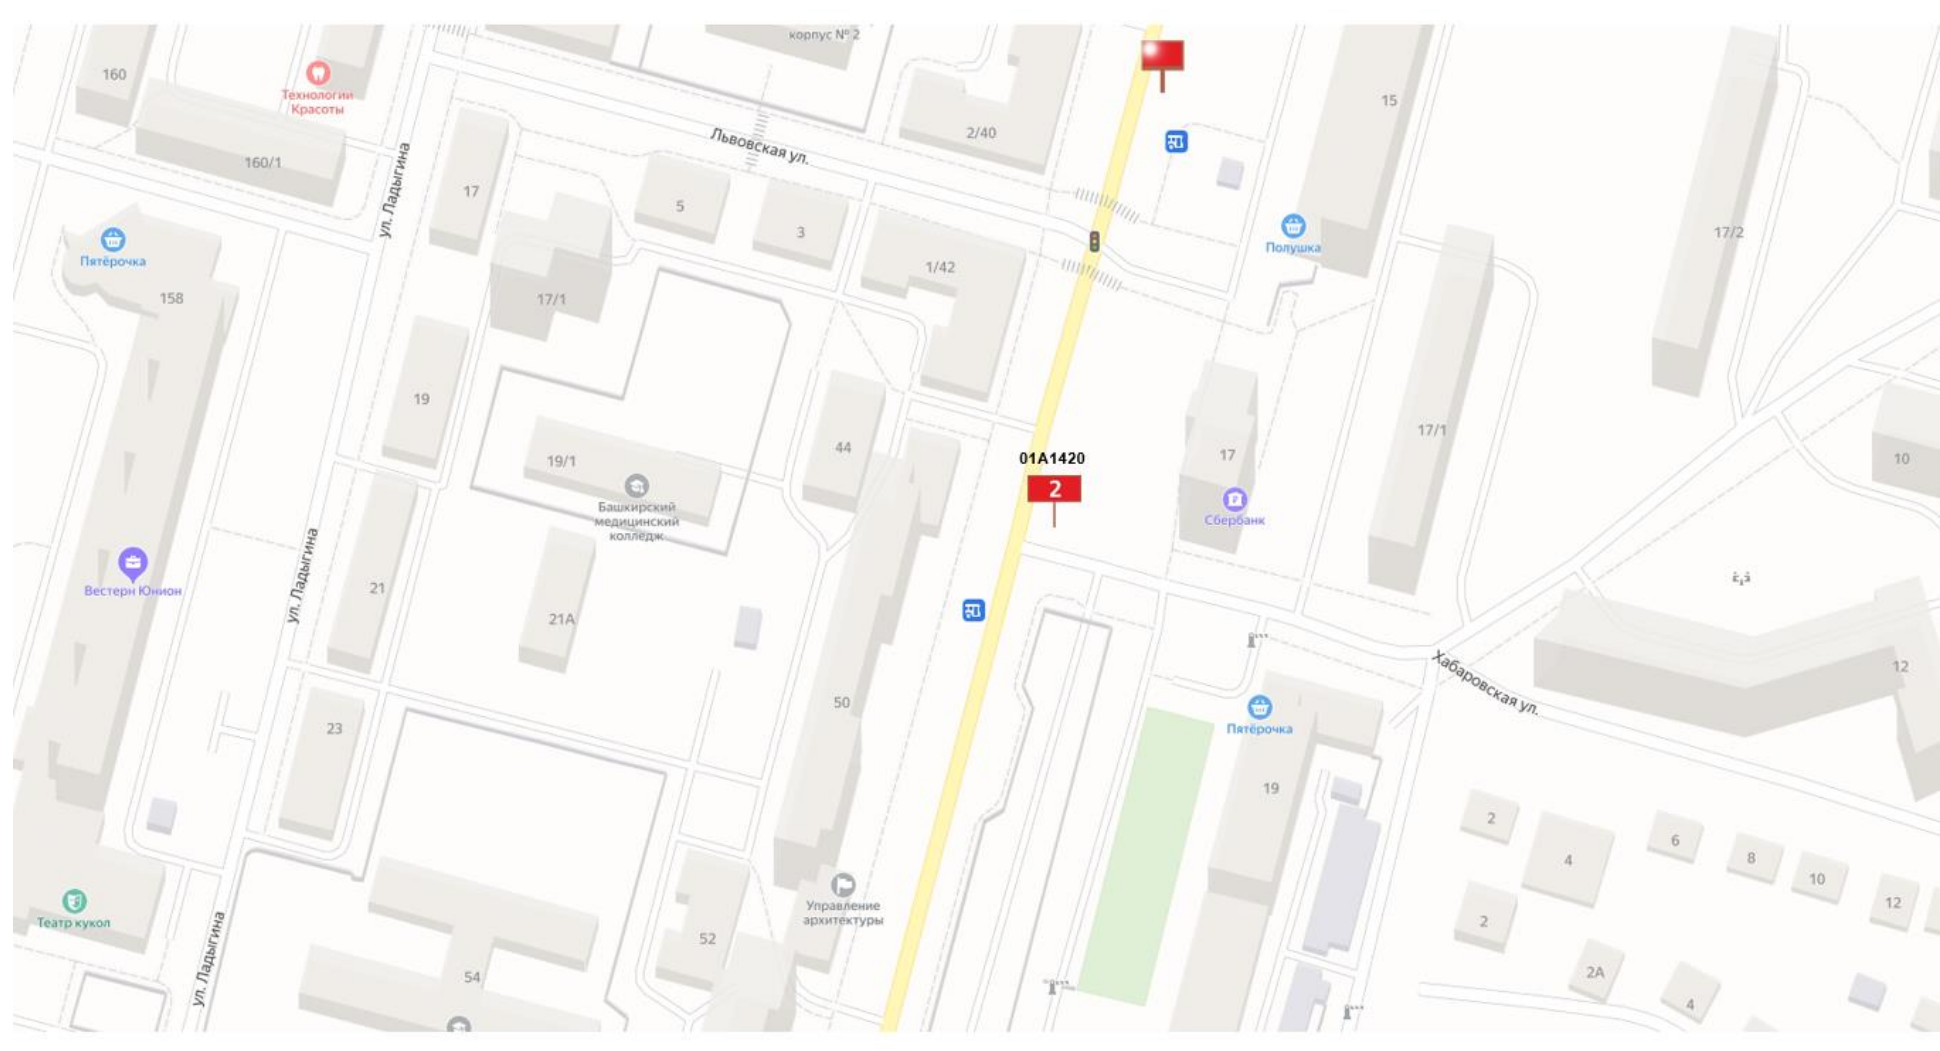 корпус № 2
160
Технологии
Красоты
15
2/40
Львовская ул.
160/1
ул. Ладыгина
17
5
3
17/2
Полушка
Пятёрочка
1/42
158
17/1
19
17/1
44
17
01А1420
2
19/1
10
Башкирский
медицинский
колледж
Сбербанк
ул. Ладыгина
Вестерн Юнион
21
21А
12
Хабаровская ул.
50
23
Пятёрочка
19
2
4
6
8
10
12
Управление
архитектуры
Театр кукол
2
52
ул. Ладыгина
54
2А
4